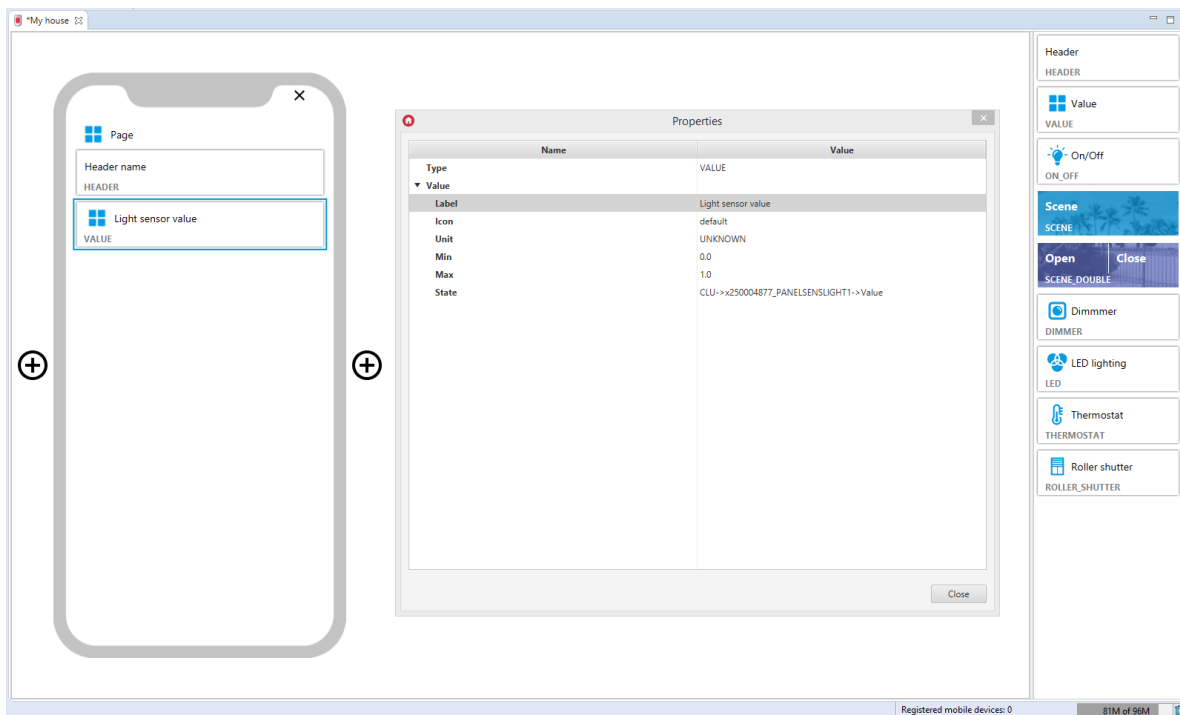 *My house
Page
Header name
HEADER
Light sensor value
VALUE
Properties
Name Value
Type VALUE
Value
Label Light sensor value
Icon default
Unit UNKNOWN
Min 0.0
Max 1.0
State CLU->x250004877_PANELSENSLIGHT1->Value
Close
Header
HEADER
Value
VALUE
On/Off
ON_OFF
Scene
SCENE
Open Close
SCENE_DOUBLE
Dimmmer
DIMMER
LED lighting
LED
Thermostat
THERMOSTAT
Roller shutter
ROLLER_SHUTTER
Registered mobile devices: 0 81M of 96M